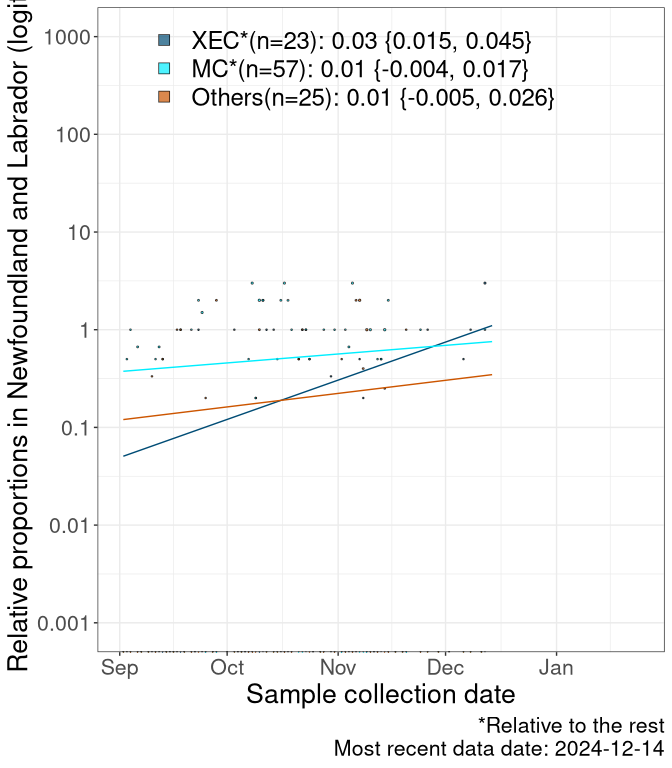 Relative proportions in Newfoundland and Labrador
XEC*(n=23): 0.03 {0.015, 0.045}
MC*(n=57): 0.01 {-0.004, 0.017}
Others(n=25): 0.01 {-0.005, 0.026}
1000
100
10
1
0.1
0.01
0.001
Sep Oct Nov Dec Jan
Sample collection date
*Relative to the rest
Most recent data date: 2024-12-14